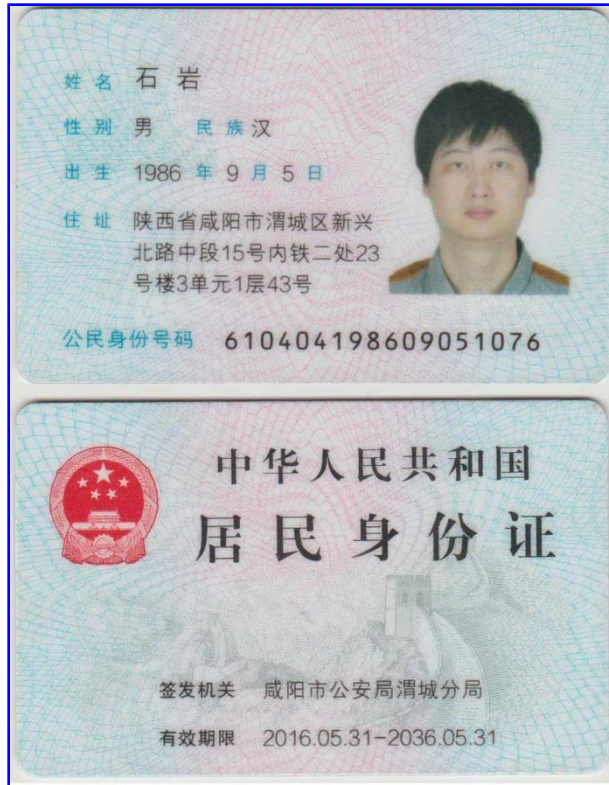 姓名 石岩
性别 男 民族 汉
出生 1986 年 9 月 5 日
住址 陕西省咸阳市渭城区新兴
北路中段15号内铁二处23
号楼3单元1层43号
公民身份号码 610404198609051076
中华人民共和国
居民身份证
签发机关 咸阳市公安局渭城分局
有效期限 2016.05.31-2036.05.31